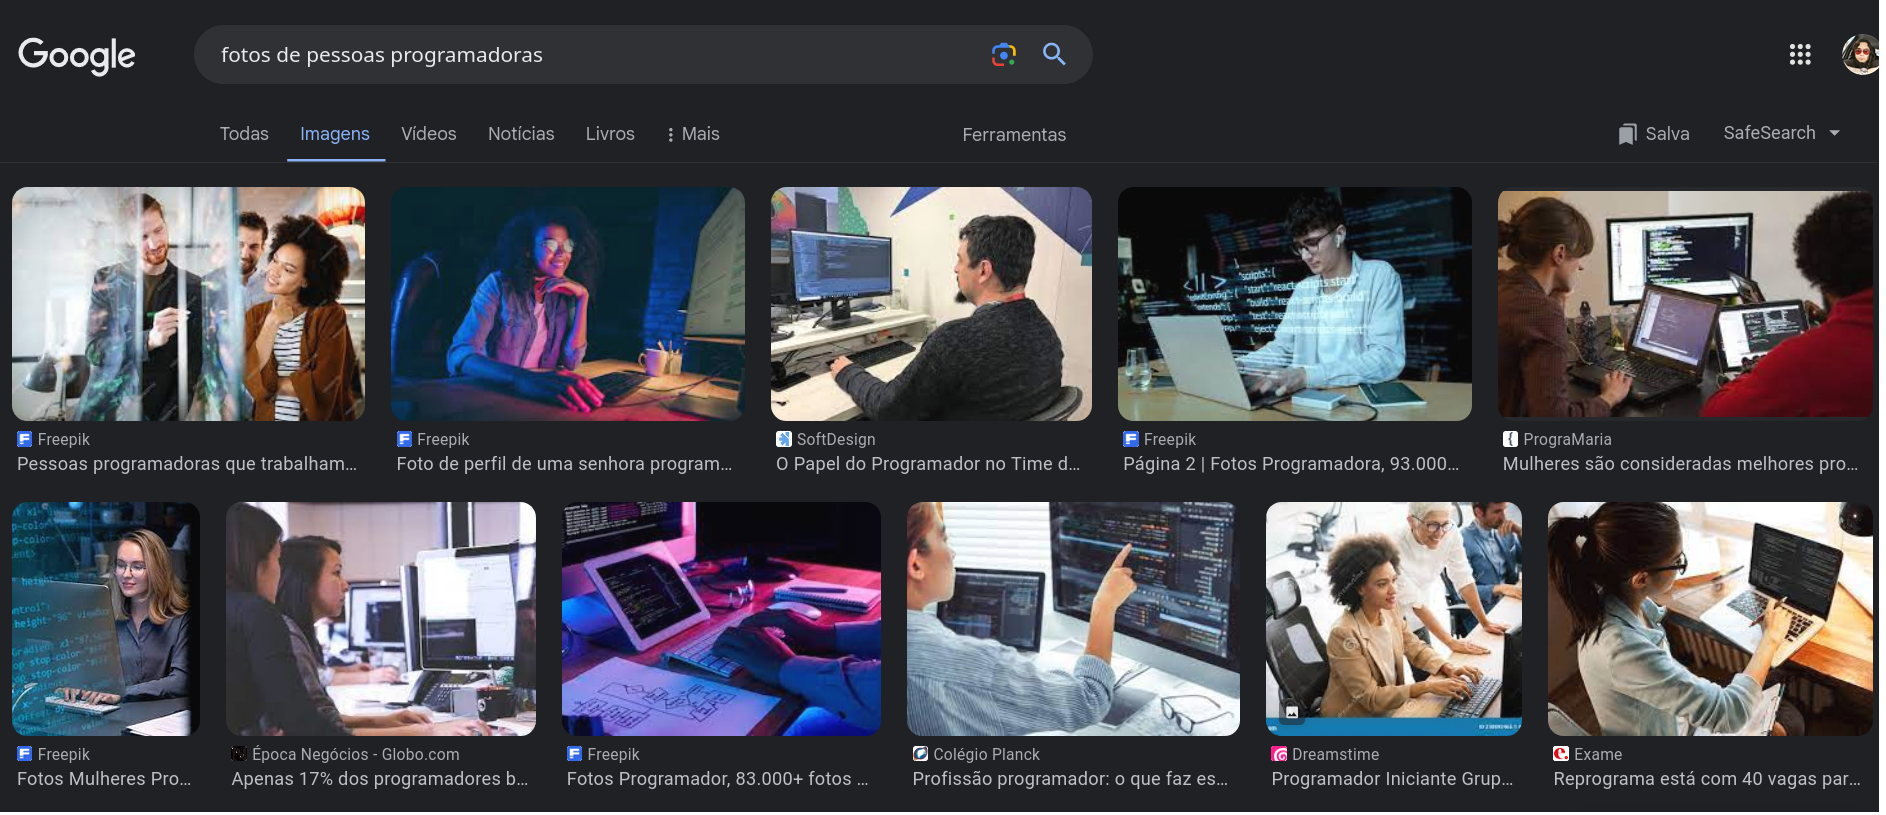 Google
fotos de pessoas programadoras
Todas Imagens Vídeos Notícias Livros Mais Ferramentas Salva SafeSearch
Freepik
Pessoas programadoras que trabalham...
Freepik
Foto de perfil de uma senhora program...
SoftDesign
O Papel do Programador no Time d...
"scripts": {
Freepik
Página 2 | Fotos Programadora, 93.000...
PrograMaria
Mulheres são consideradas melhores pro...
Freepik
Fotos Mulheres Pro...
Época Negócios - Globo.com
Apenas 17% dos programadores b...
Freepik
Fotos Programador, 83.000+ fotos ...
Colégio Planck
Profissão programador: o que faz es...
Dreamstime
Programador Iniciante Grup...
Exame
Reprograma está com 40 vagas par...